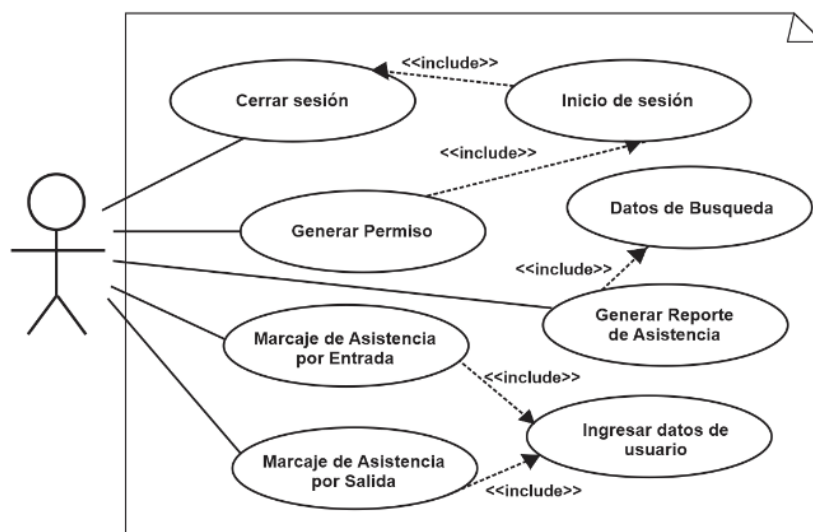 <<include>>
Cerrar sesión
Inicio de sesión
<<include>>
Datos de Busqueda
Generar Permiso
<<include>>
Generar Reporte
de Asistencia
Marcaje de Asistencia
por Entrada
<<include>>
Ingresar datos de
usuario
Marcaje de Asistencia
por Salida
<<include>>